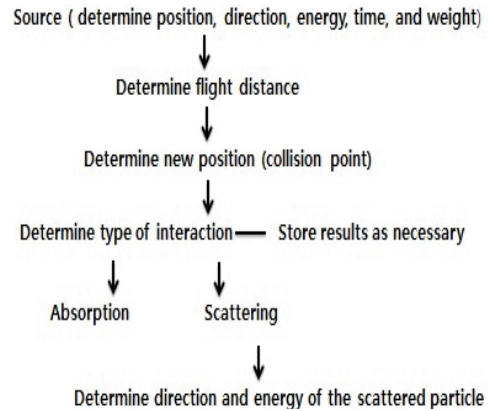 Source ( determine position, direction, energy, time, and weight)
Determine flight distance
Determine new position (collision point)
Determine type of interaction
Store results as necessary
Absorption
Scattering
Determine direction and energy of the scattered particle